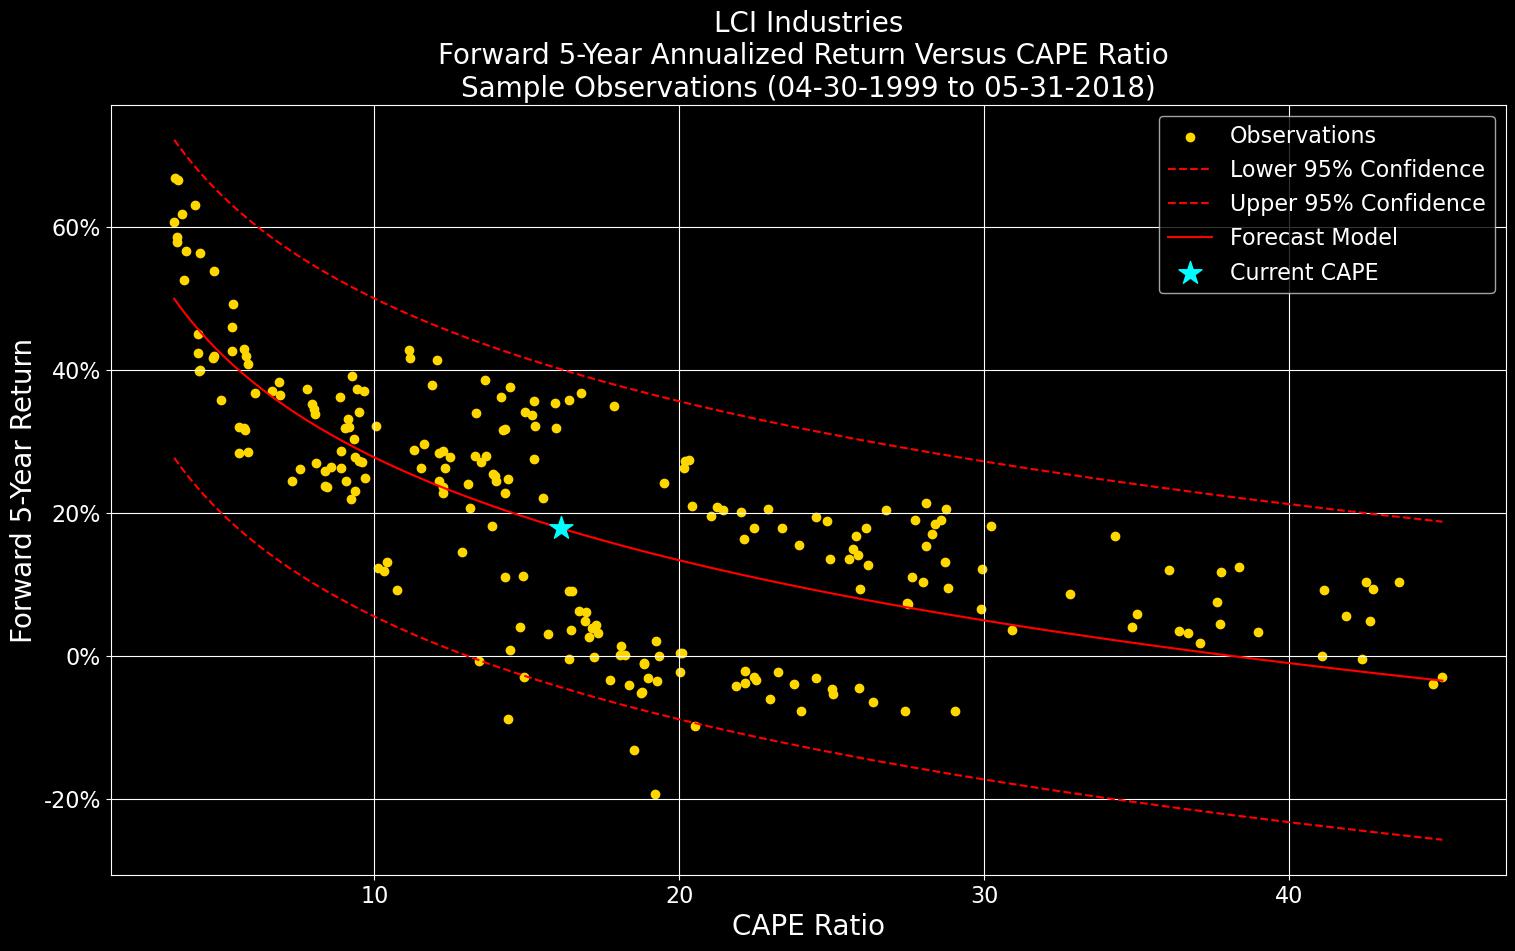 LCI Industries
Forward 5-Year Annualized Return Versus CAPE Ratio
Sample Observations (04-30-1999 to 05-31-2018)
Observations
Lower 95% Confidence
Upper 95% Confidence
Forecast Model
Current CAPE
Forward 5-Year Return
60%
40%
20%
0%
-20%
10 20 30 40
CAPE Ratio